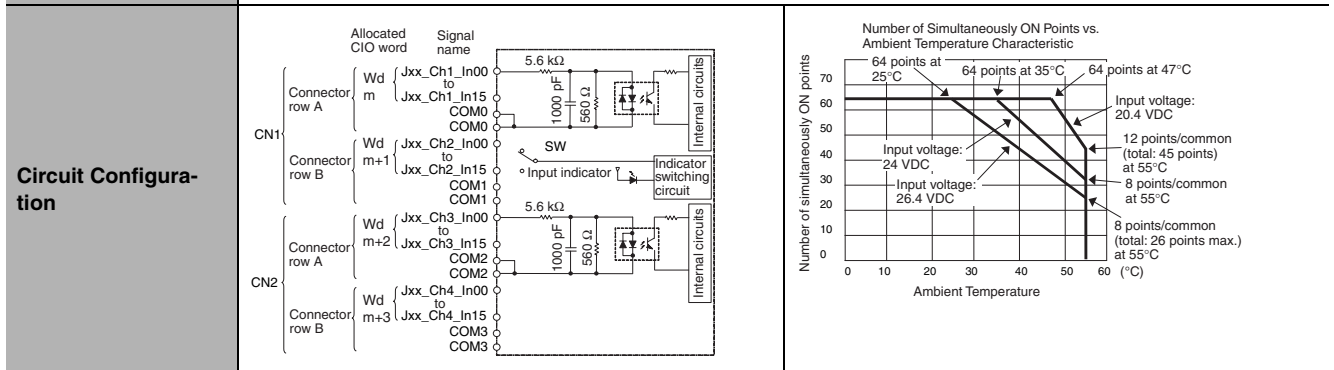 Circuit Configura-
tion
Allocated
CIO word
Signal
name
CN1
Connector
row A
Wd
m
Jxx_Ch1_In00
to
Jxx_Ch1_In15
COM0
COM0
Connector
row B
Wd
m+1
Jxx_Ch2_In00
to
Jxx_Ch2_In15
COM1
COM1
CN2
Connector
row A
Wd
m+2
Jxx_Ch3_In00
to
Jxx_Ch3_In15
COM2
COM2
Connector
row B
Wd
m+3
Jxx_Ch4_In00
to
Jxx_Ch4_In15
COM3
COM3
5.6 kΩ
1000 pF
560 Ω
Internal circuits
SW
Input indicator
Indicator
switching
circuit
5.6 kΩ
1000 pF
560 Ω
Internal circuits
Number of Simultaneously ON Points vs.
Ambient Temperature Characteristic
Number of simultaneously ON points
64 points at
25°C
64 points at 35°C
64 points at 47°C
70
60
50
40
30
20
10
0
Input voltage:
20.4 VDC
12 points/common
(total: 45 points)
at 55°C
Input voltage:
24 VDC
Input voltage:
26.4 VDC
8 points/common
at 55°C
8 points/common
(total: 26 points max.)
at 55°C
0 10 20 30 40 50 60 (°C)
Ambient Temperature